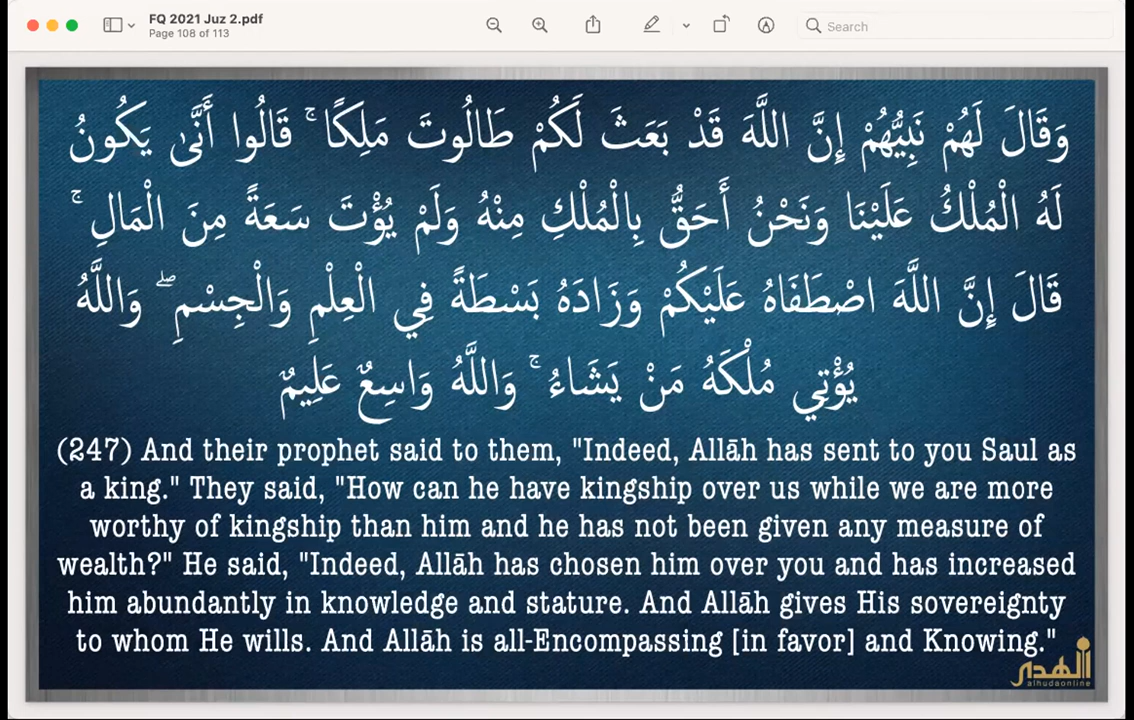 FQ 2021 Juz 2.pdf
Page 108 of 113
Search
وَقَالَ لَهُمْ نَبِيُّهُمْ إِنَّ اللَّهَ قَدْ بَعَثَ لَكُمْ طَالُوتَ مَلِكًا ۚ قَالُوا أَنَّىٰ يَكُونُ
لَهُ الْمُلْكُ عَلَيْنَا وَنَحْنُ أَحَقُّ بِالْمُلْكِ مِنْهُ وَلَمْ يُؤْتَ سَعَةً مِنَ الْمَالِ ۚ
قَالَ إِنَّ اللَّهَ اصْطَفَاهُ عَلَيْكُمْ وَزَادَهُ بَسْطَةً فِي الْعِلْمِ وَالْجِسْمِ ۖ وَاللَّهُ
يُؤْتِي مُلْكَهُ مَنْ يَشَاءُ ۚ وَاللَّهُ وَاسِعٌ عَلِيمٌ
(247) And their prophet said to them, "Indeed, Allāh has sent to you Saul as
a king." They said, "How can he have kingship over us while we are more
worthy of kingship than him and he has not been given any measure of
wealth?" He said, "Indeed, Allāh has chosen him over you and has increased
him abundantly in knowledge and stature. And Allāh gives His sovereignty
to whom He wills. And Allāh is all-Encompassing [in favor] and Knowing."
الهدى
alhudaonline